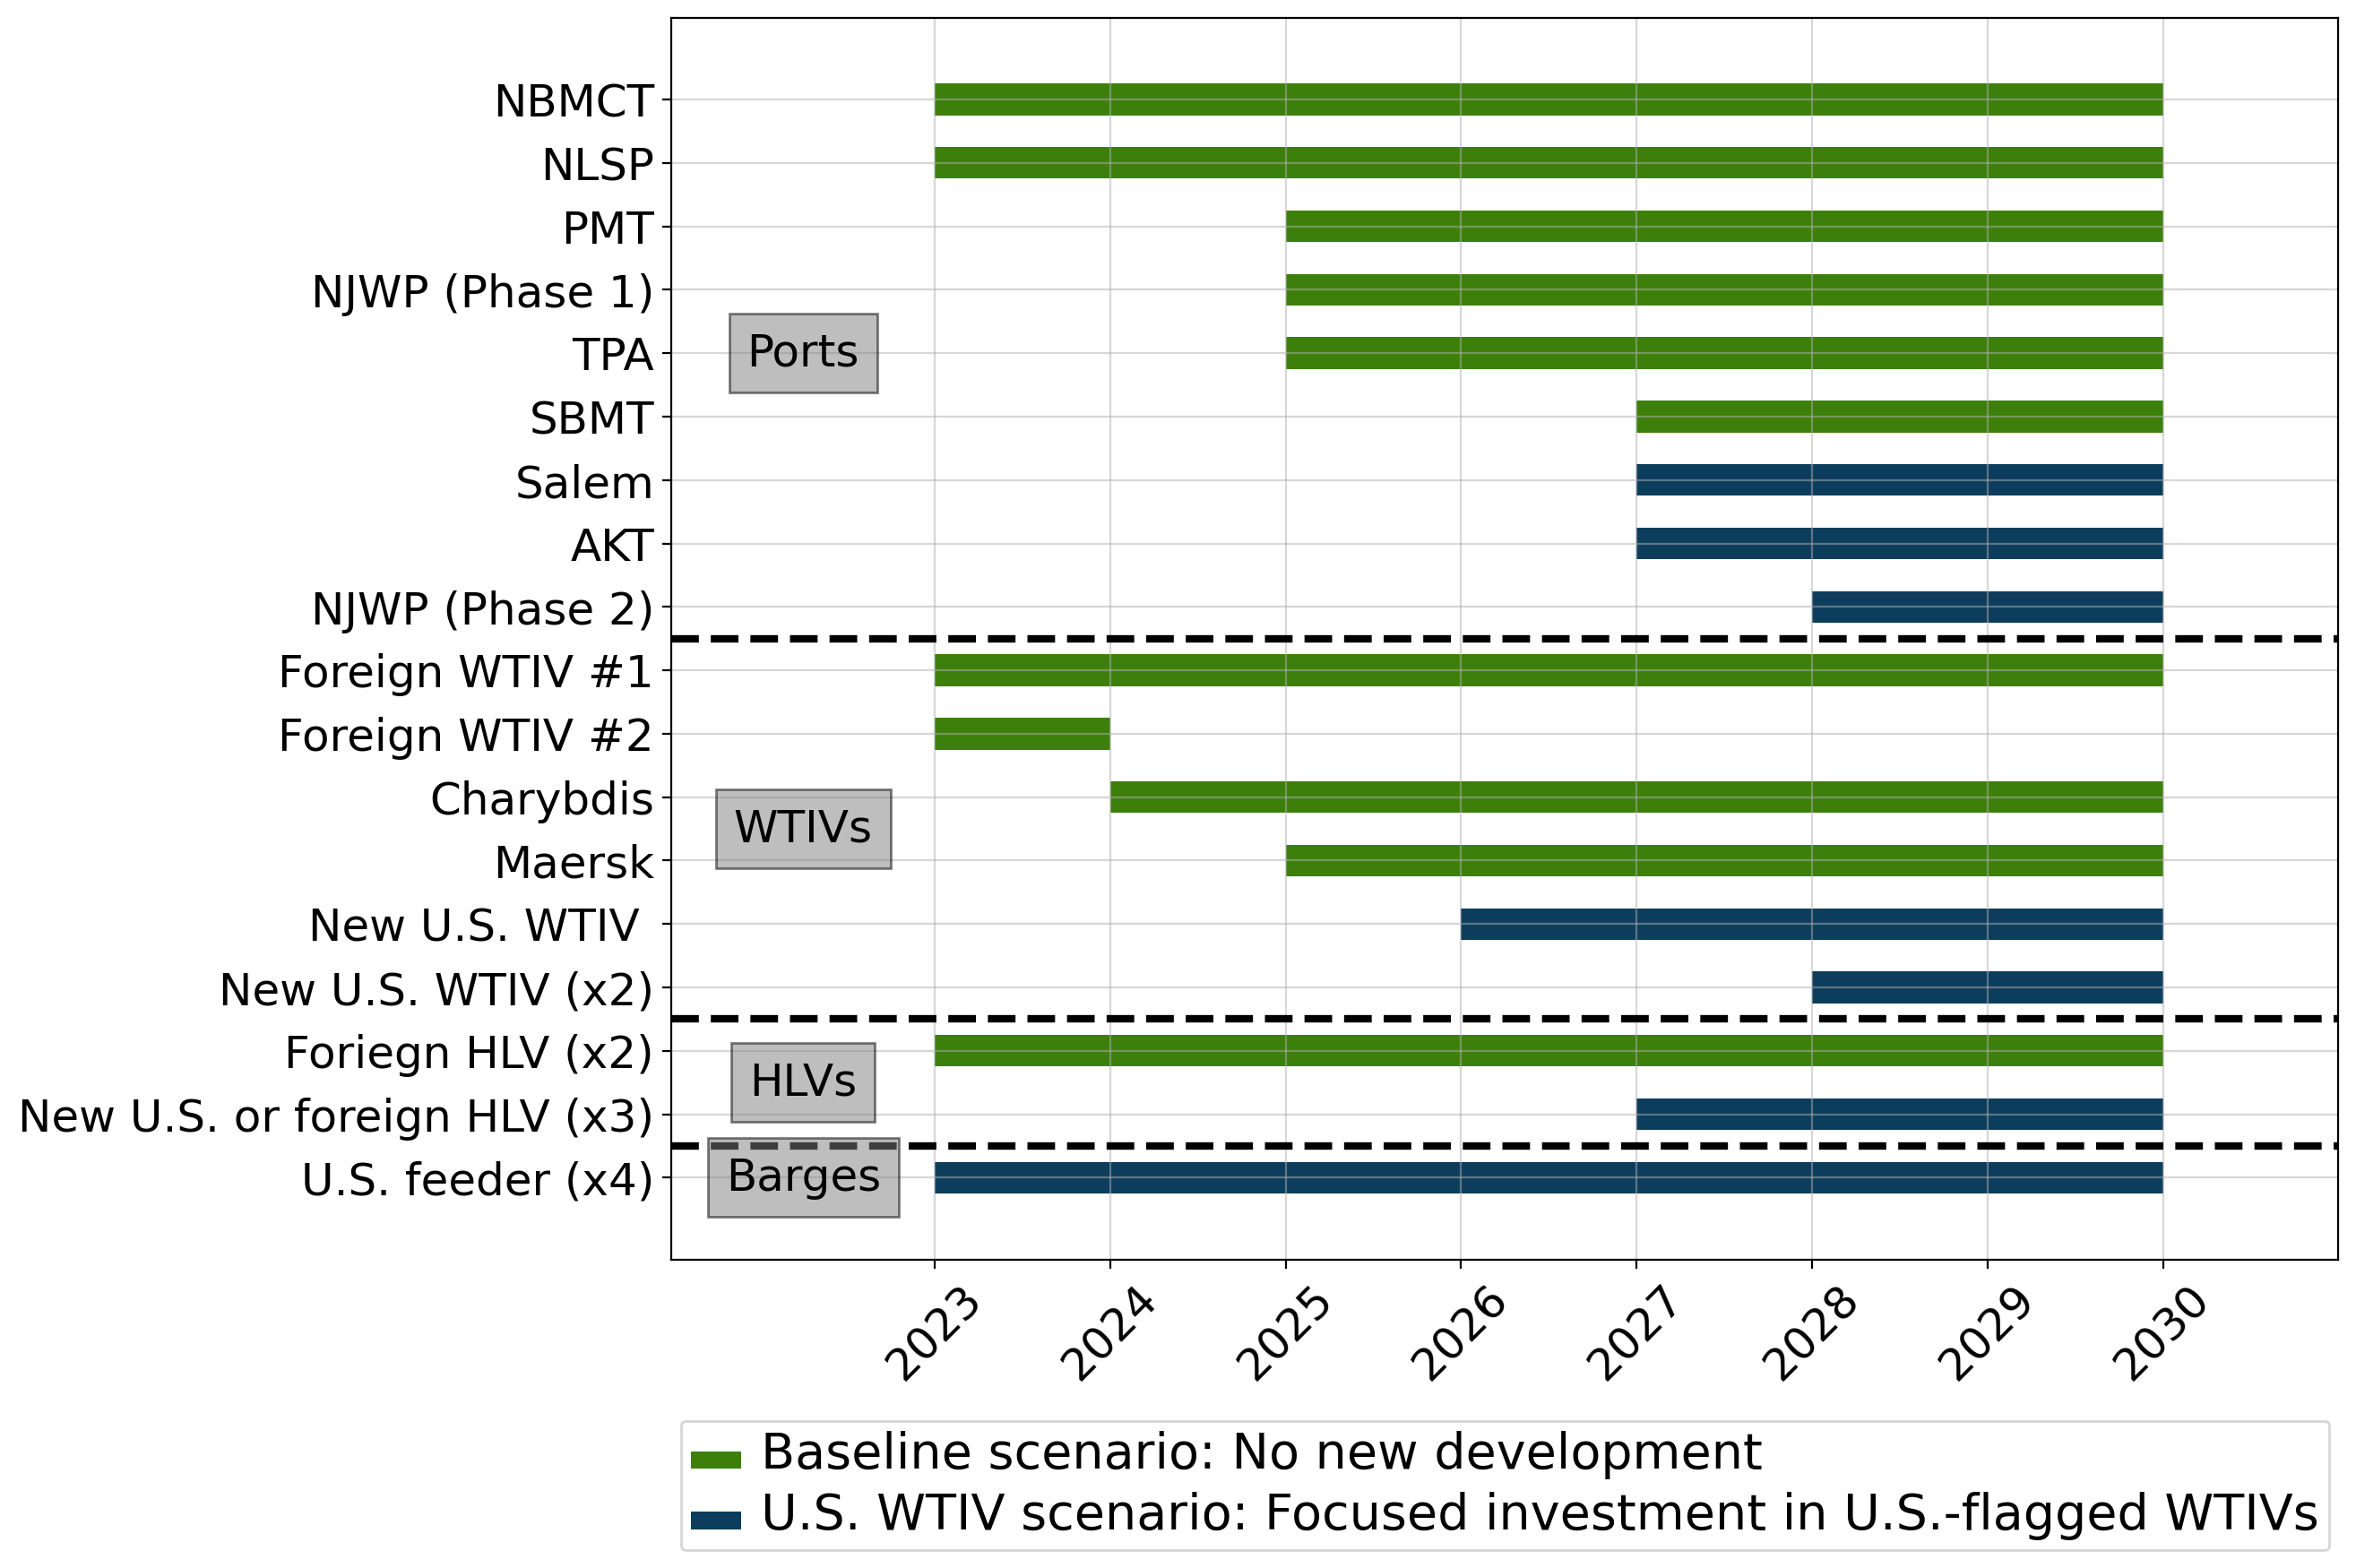 NBMCT
NLSP
PMT
NJWP (Phase 1)
Ports
TPA
SBMT
Salem
AKT
NJWP (Phase 2)
Foreign WTIV #1
Foreign WTIV #2
Charybdis
WTIVs
Maersk
New U.S. WTIV
New U.S. WTIV (x2)
Foriegn HLV (x2)
HLVs
New U.S. or foreign HLV (x3)
Barges
U.S. feeder (x4)
2023
2024
2025
2026
2027
2028
2029
2030
Baseline scenario: No new development
U.S. WTIV scenario: Focused investment in U.S.-flagged WTIVs